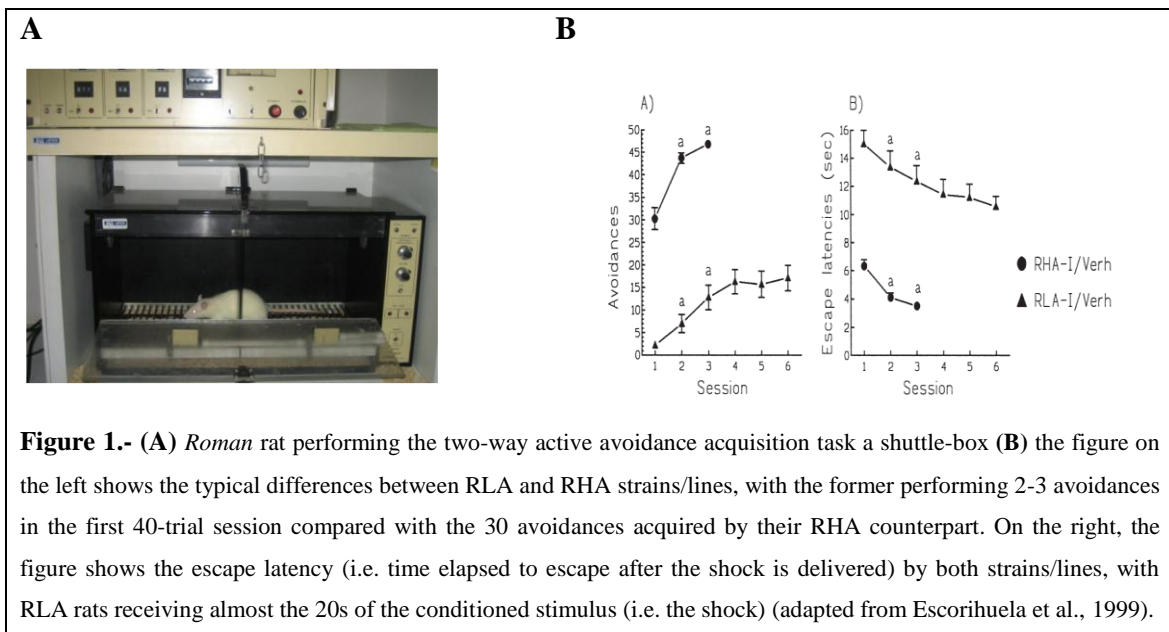 A
B
A)
B)
50
45
40
35
30
25
20
15
10
5
0
Avoidances
a
a
a
a
1
2
3
4
5
6
Session
16
14
12
10
8
6
4
2
0
Escape latencies (sec)
a
a
a
a
1
2
3
4
5
6
Session
RHA-I/Verh
RLA-I/Verh
Figure 1.- (A) Roman rat performing the two-way active avoidance acquisition task a shuttle-box (B) the figure on
the left shows the typical differences between RLA and RHA strains/lines, with the former performing 2-3 avoidances
in the first 40-trial session compared with the 30 avoidances acquired by their RHA counterpart. On the right, the
figure shows the escape latency (i.e. time elapsed to escape after the shock is delivered) by both strains/lines, with
RLA rats receiving almost the 20s of the conditioned stimulus (i.e. the shock) (adapted from Escorihuela et al., 1999).